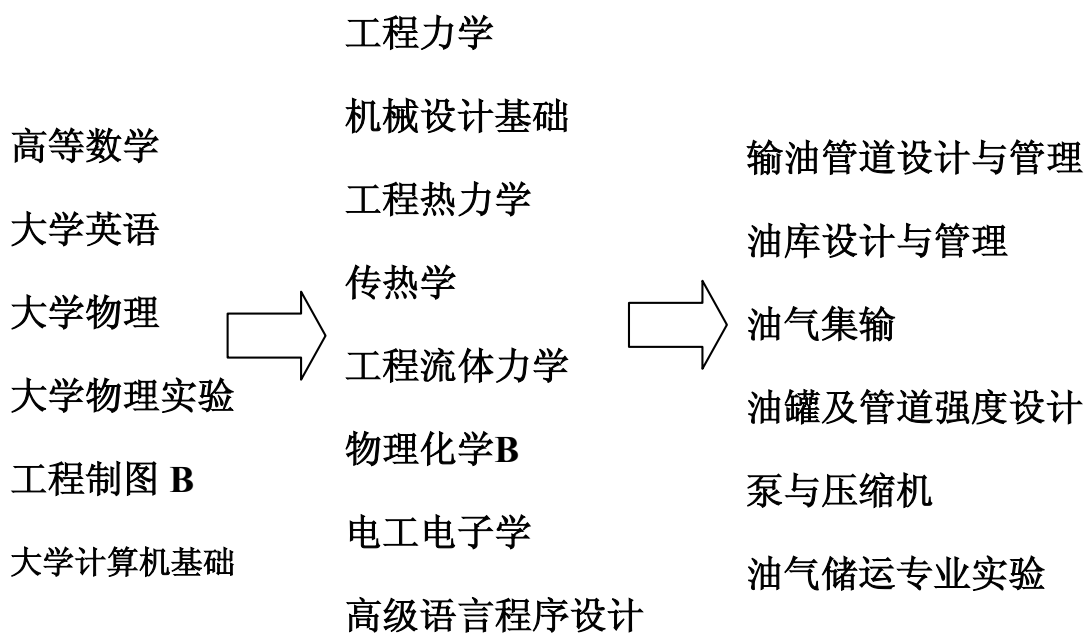 高等数学
大学英语
大学物理
大学物理实验
工程制图 B
大学计算机基础
工程力学
机械设计基础
工程热力学
传热学
工程流体力学
物理化学B
电工电子学
高级语言程序设计
输油管道设计与管理
油库设计与管理
油气集输
油罐及管道强度设计
泵与压缩机
油气储运专业实验